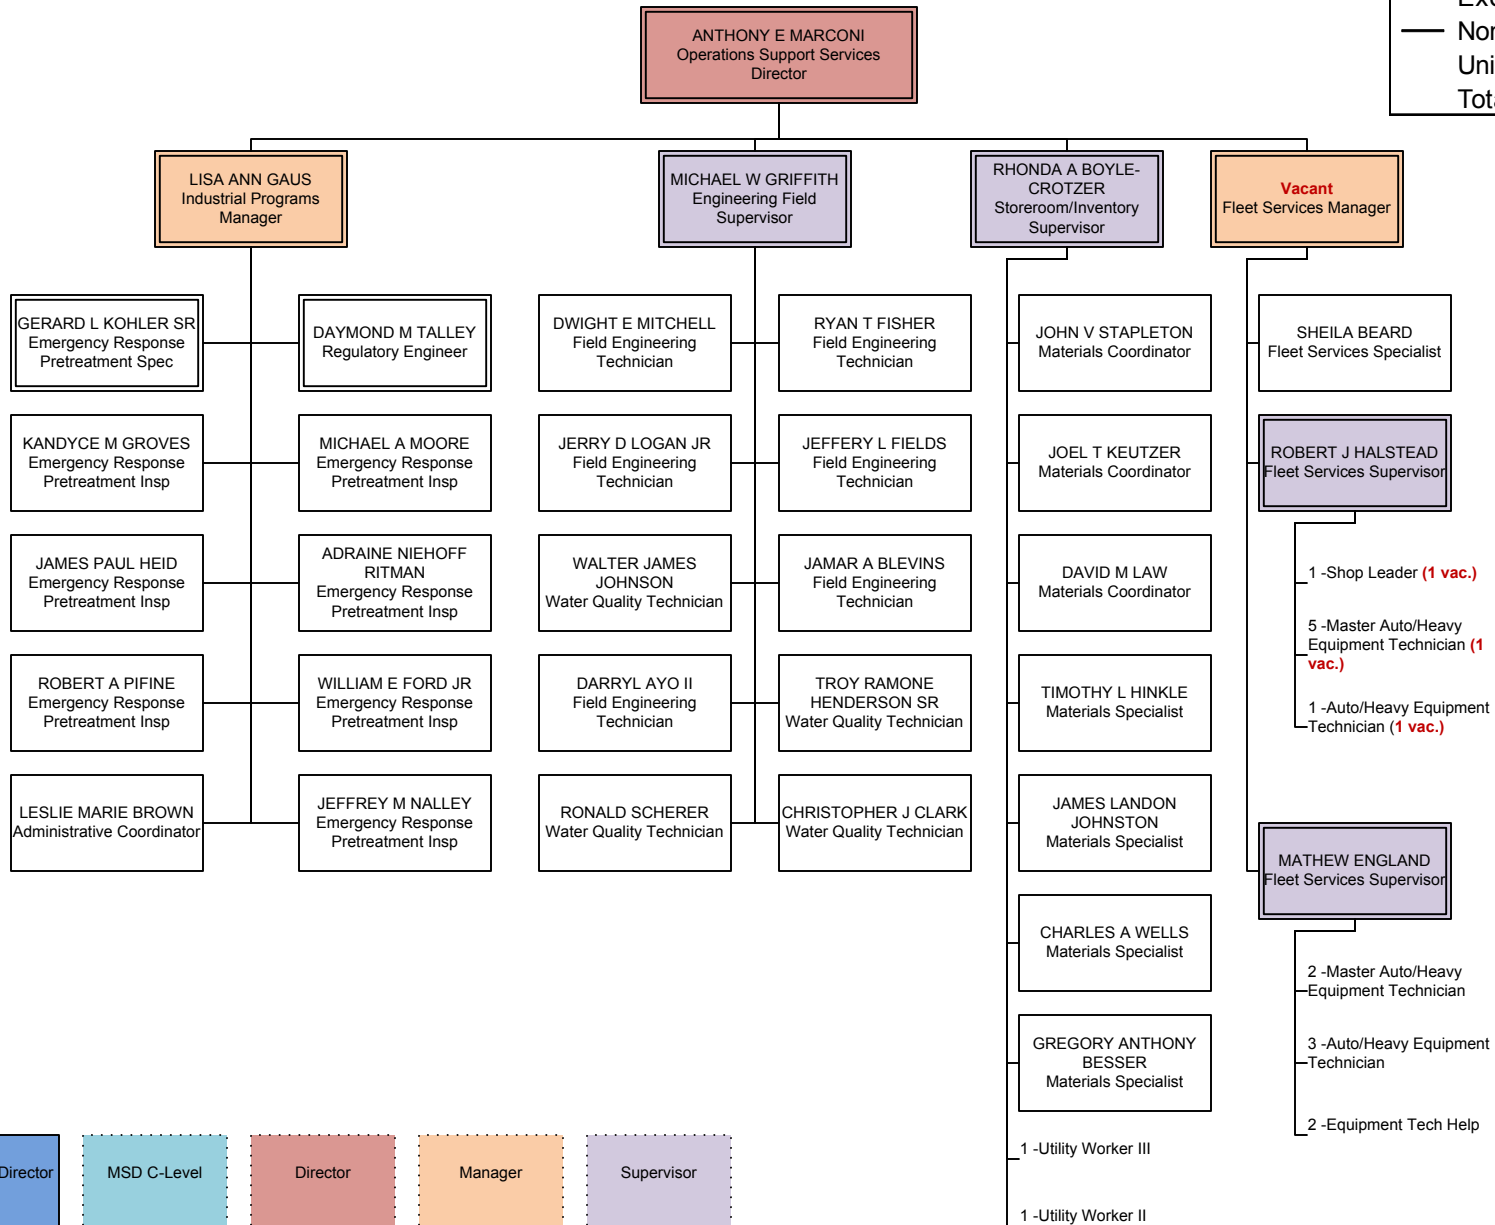 Nor
Uni
Tota
ANTHONY E MARCONI
Operations Support Services
Director
LISA ANN GAUS
Industrial Programs
Manager
MICHAEL W GRIFFITH
Engineering Field
Supervisor
RHONDA A BOYLE-
CROTZER
Storeroom/Inventory
Supervisor
Vacant
Fleet Services Manager
GERARD L KOHLER SR
Emergency Response
Pretreatment Spec
DAYMOND M TALLEY
Regulatory Engineer
KANDYCE M GROVES
Emergency Response
Pretreatment Insp
MICHAEL A MOORE
Emergency Response
Pretreatment Insp
JAMES PAUL HEID
Emergency Response
Pretreatment Insp
ADRAINE NIEHOFF
RITMAN
Emergency Response
Pretreatment Insp
ROBERT A PIFINE
Emergency Response
Pretreatment Insp
WILLIAM E FORD JR
Emergency Response
Pretreatment Insp
LESLIE MARIE BROWN
Administrative Coordinator
JEFFREY M NALLEY
Emergency Response
Pretreatment Insp
DWIGHT E MITCHELL
Field Engineering
Technician
RYAN T FISHER
Field Engineering
Technician
JERRY D LOGAN JR
Field Engineering
Technician
JEFFERY L FIELDS
Field Engineering
Technician
WALTER JAMES
JOHNSON
Water Quality Technician
JAMAR A BLEVINS
Field Engineering
Technician
DARRYL AYO II
Field Engineering
Technician
TROY RAMONE
HENDERSON SR
Water Quality Technician
RONALD SCHERER
Water Quality Technician
CHRISTOPHER J CLARK
Water Quality Technician
JOHN V STAPLETON
Materials Coordinator
JOEL T KEUTZER
Materials Coordinator
DAVID M LAW
Materials Coordinator
TIMOTHY L HINKLE
Materials Specialist
JAMES LANDON
JOHNSTON
Materials Specialist
CHARLES A WELLS
Materials Specialist
GREGORY ANTHONY
BESSER
Materials Specialist
1 -Utility Worker III
1 -Utility Worker II
SHEILA BEARD
Fleet Services Specialist
ROBERT J HALSTEAD
Fleet Services Supervisor
1 -Shop Leader (1 vac.)
5 -Master Auto/Heavy
Equipment Technician (1
vac.)
1 -Auto/Heavy Equipment
Technician (1 vac.)
MATHEW ENGLAND
Fleet Services Supervisor
2 -Master Auto/Heavy
Equipment Technician
3 -Auto/Heavy Equipment
Technician
2 -Equipment Tech Help
Director
MSD C-Level
Director
Manager
Supervisor